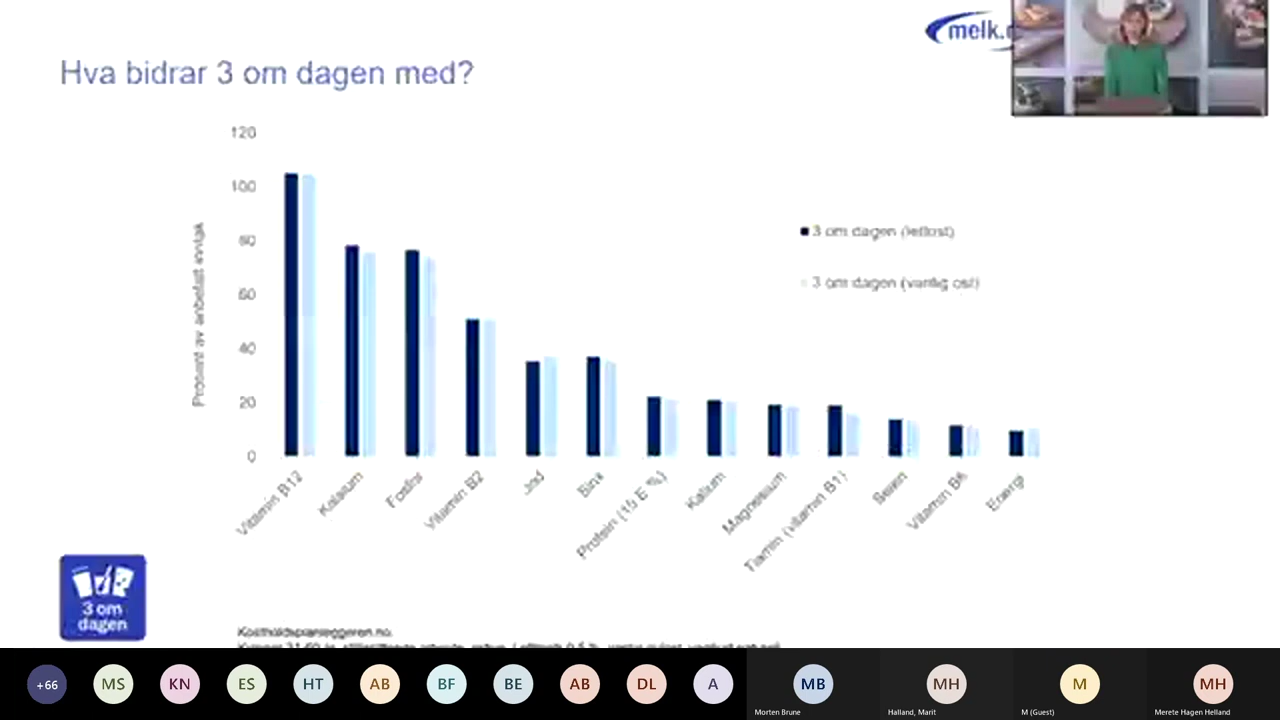 melk.
Hva bidrar 3 om dagen med?
120
100
80
60
40
20
0
Prosent av anbefalt inntak
3 om dagen (lettost)
3 om dagen (vanlig ost)
Vitamin B12
Kalsium
Fosfor
Vitamin B2
Jod
Sink
Protein (15 E %)
Kalium
Magnesium
Tiamin (vitamin B1)
Selen
Vitamin B6
Energi
3 om
dagen
Kostholdsplanleggeren.no.
+66
MS
KN
ES
HT
AB
BF
BE
AB
DL
A
MB
MH
M
MH
Morten Brune
Halland, Marit
M (Guest)
Merete Hagen Helland